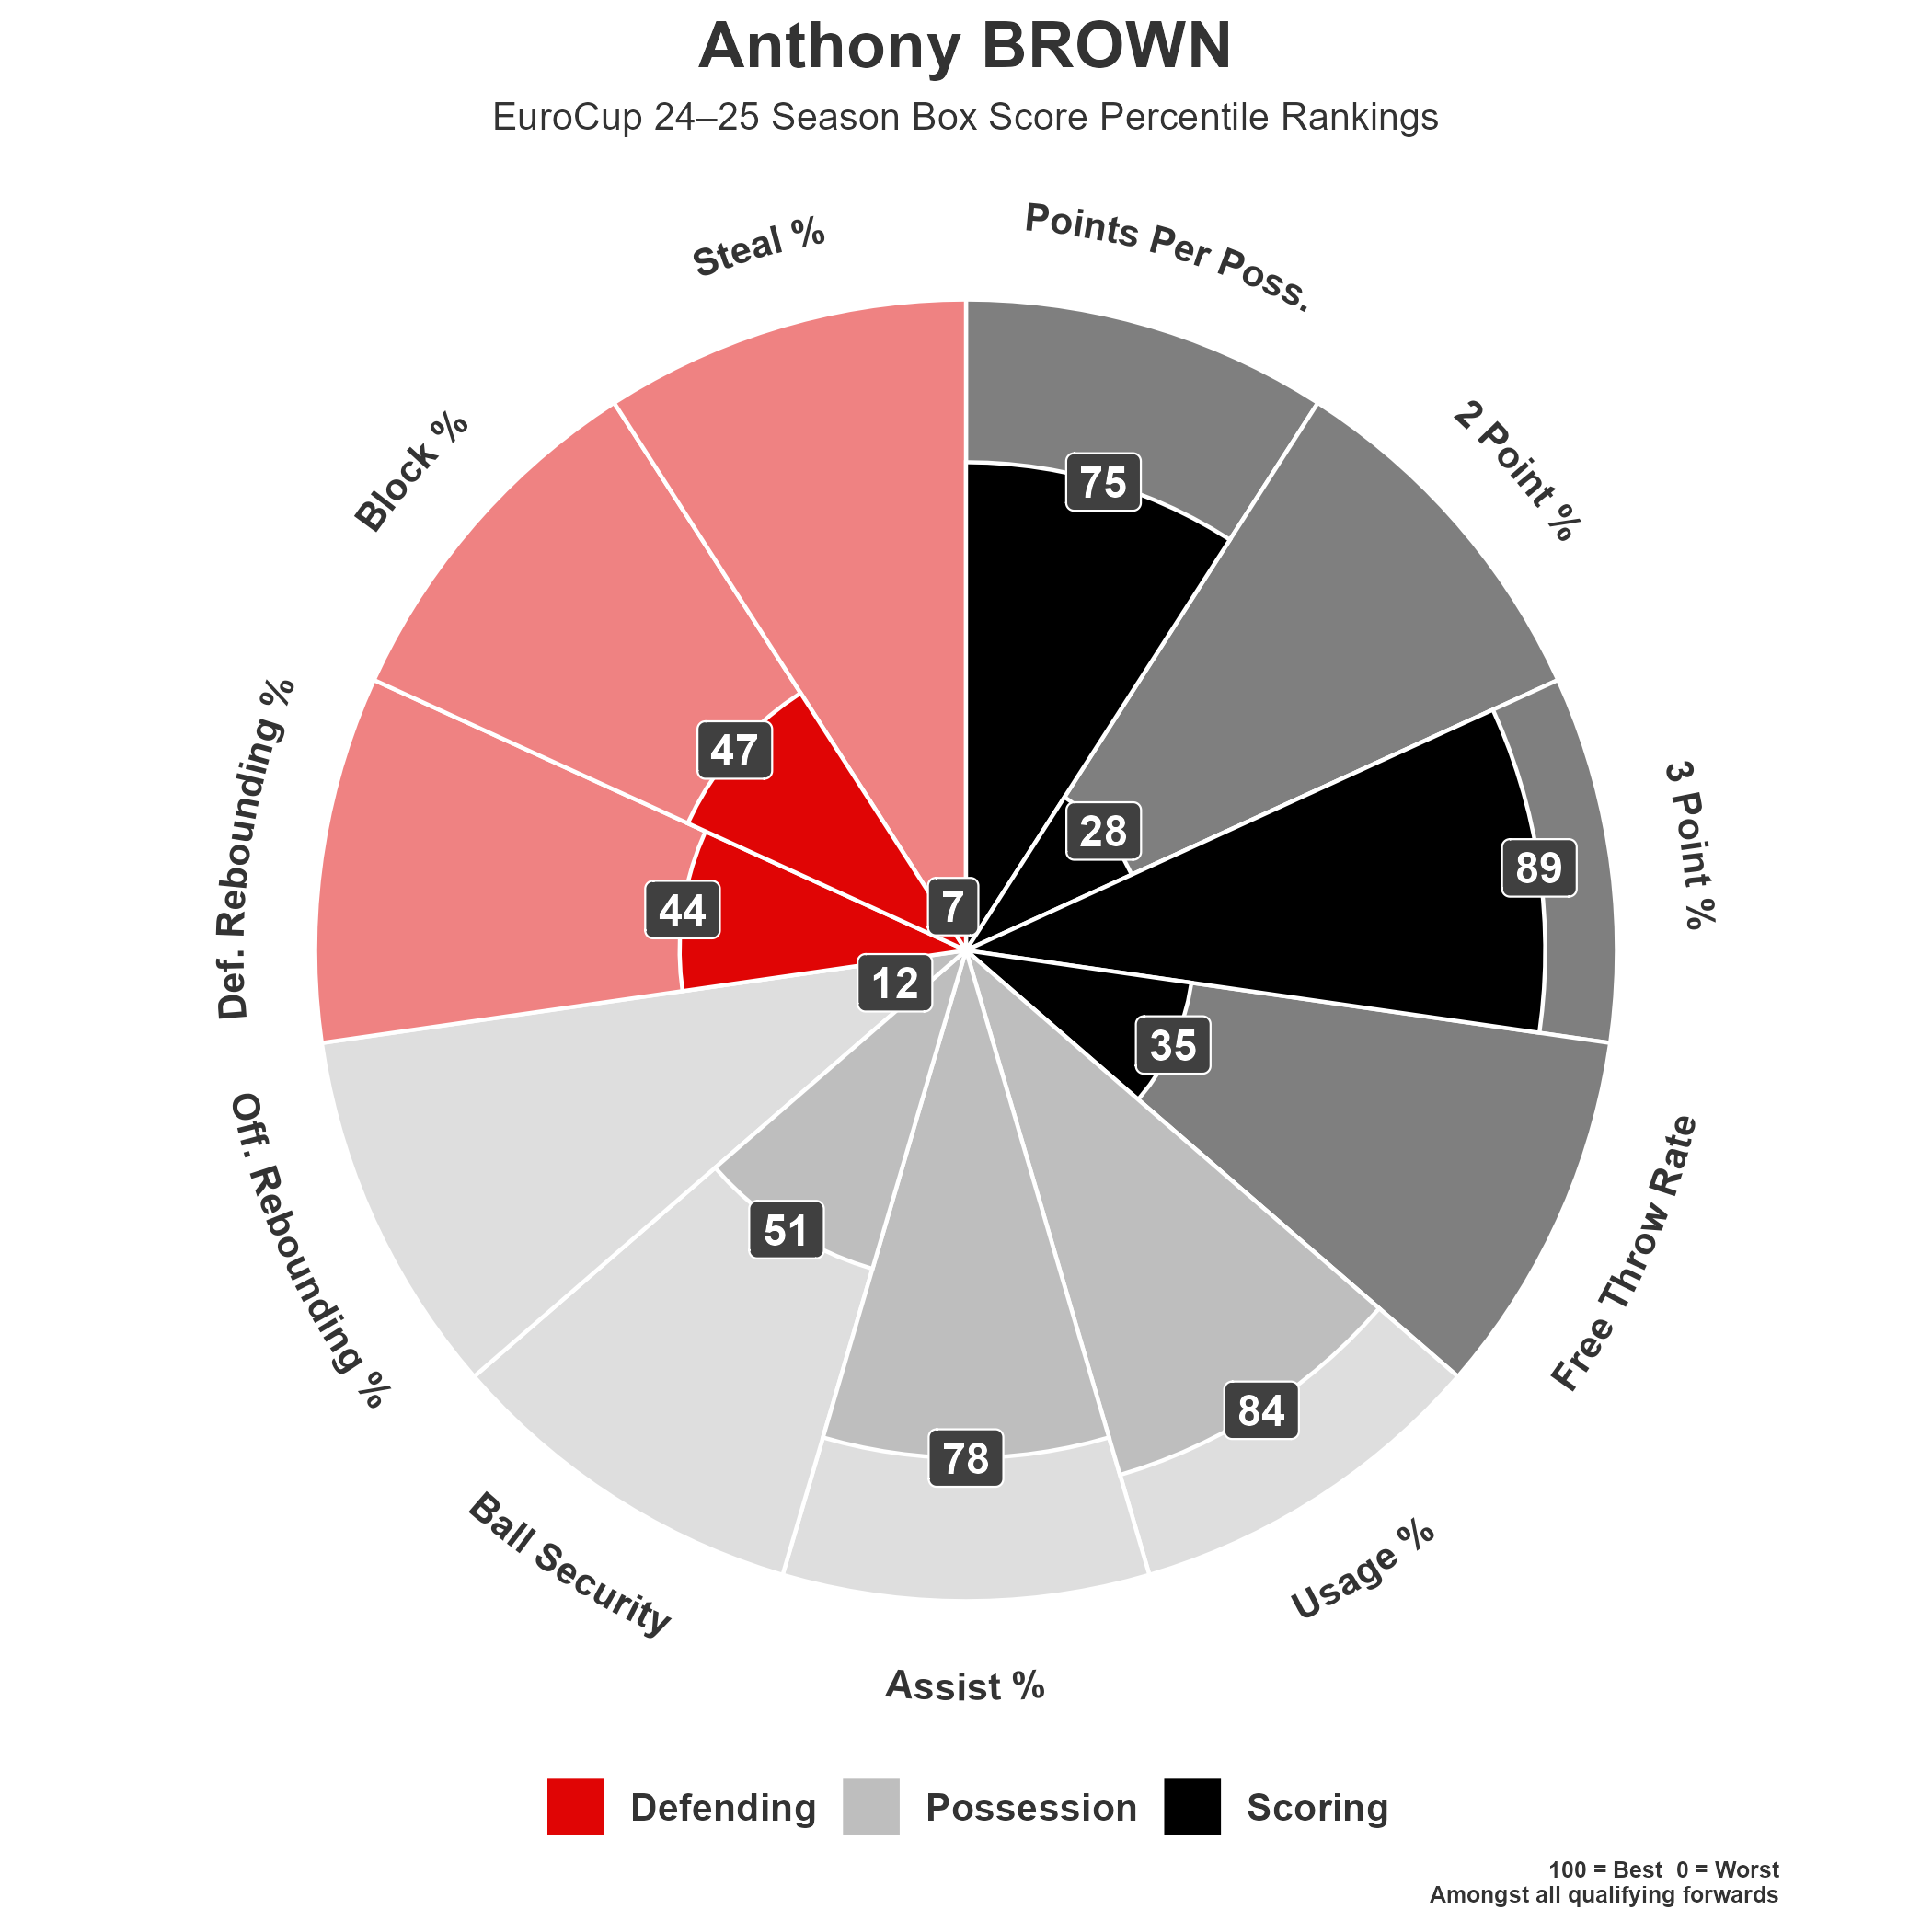 Anthony BROWN
EuroCup 24–25 Season Box Score Percentile Rankings
Steal %
Points Per Poss.
Block %
2 Point %
75
Def. Rebounding %
47
28
3 Point %
89
44
7
12
35
Off. Rebounding %
Free Throw Rate
51
84
78
Ball Security
Usage %
Assist %
Defending
Possession
Scoring
100 = Best  0 = Worst
Amongst all qualifying forwards